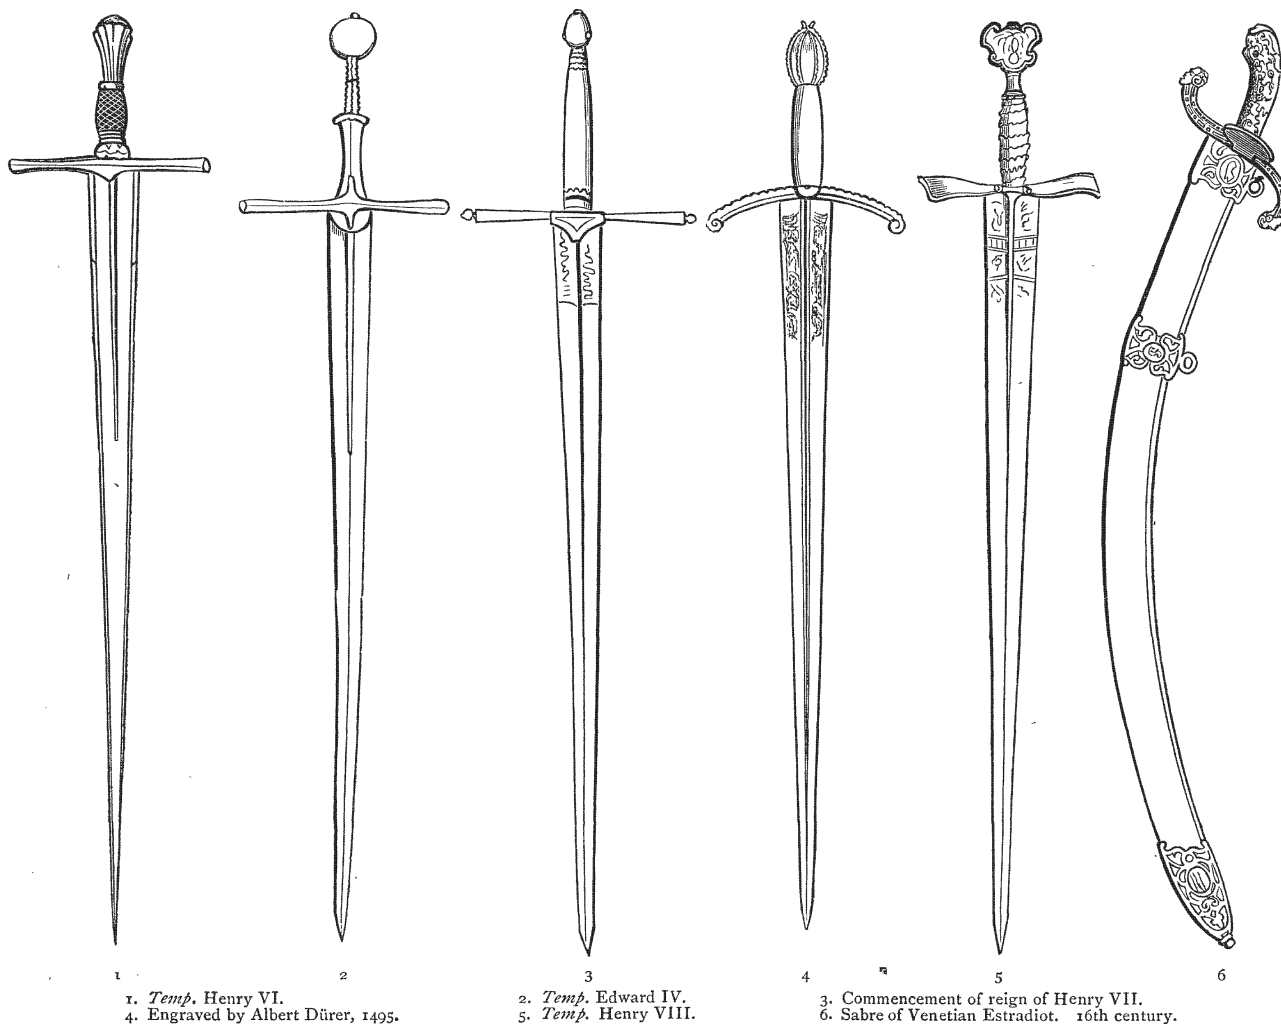 1 2 3 4 5 6
1. Temp. Henry VI. 2. Temp. Edward IV. 3. Commencement of reign of Henry VII.
4. Engraved by Albert Dürer, 1495. 5. Temp. Henry VIII. 6. Sabre of Venetian Estradiot. 16th century.